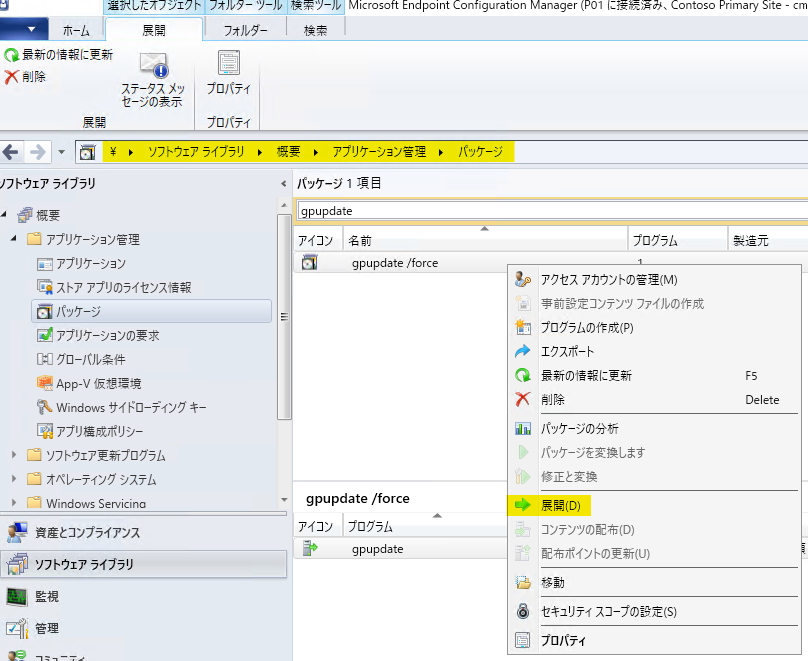 選択したオブジェクト フォルダー ツール 検索ツール Microsoft Endpoint Configuration Manager (P01 に接続済み、Contoso Primary Site - cm
ホーム 展開 フォルダー 検索
最新の情報に更新
削除
ステータス メッ
セージの表示
プロパティ
展開 プロパティ
¥ ソフトウェア ライブラリ 概要 アプリケーション管理 パッケージ
ソフトウェア ライブラリ
概要
アプリケーション管理
アプリケーション
ストア アプリのライセンス情報
パッケージ
アプリケーションの要求
グローバル条件
App-V 仮想環境
Windows サイドローディング キー
アプリ構成ポリシー
ソフトウェア更新プログラム
オペレーティング システム
Windows Servicing
資産とコンプライアンス
ソフトウェア ライブラリ
監視
管理
コミュニティ
パッケージ 1 項目
gpupdate
アイコン 名前 プログラム 製造元
gpupdate /force 1
アクセス アカウントの管理(M)
事前設定コンテンツ ファイルの作成
プログラムの作成(P)
エクスポート
最新の情報に更新 F5
削除 Delete
パッケージの分析
パッケージを変換します
修正と変換
展開(D)
コンテンツの配布(D)
配布ポイントの更新(U)
移動
セキュリティ スコープの設定(S)
プロパティ
gpupdate /force
アイコン プログラム
gpupdate